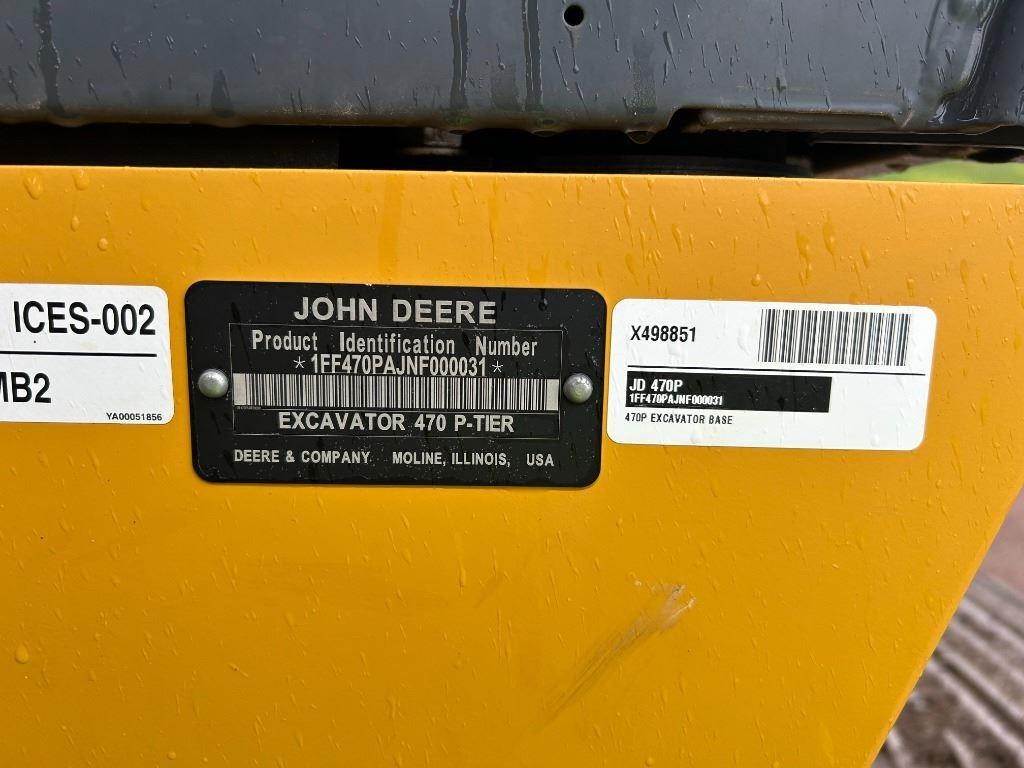 ICES-002
MB2
YA00051856
JOHN DEERE
Product Identification Number
*1FF470PAJNF000031*
EXCAVATOR 470 P-TIER
DEERE & COMPANY MOLINE, ILLINOIS, USA
X498851
JD 470P
1FF470PAJNF000031
470P EXCAVATOR BASE